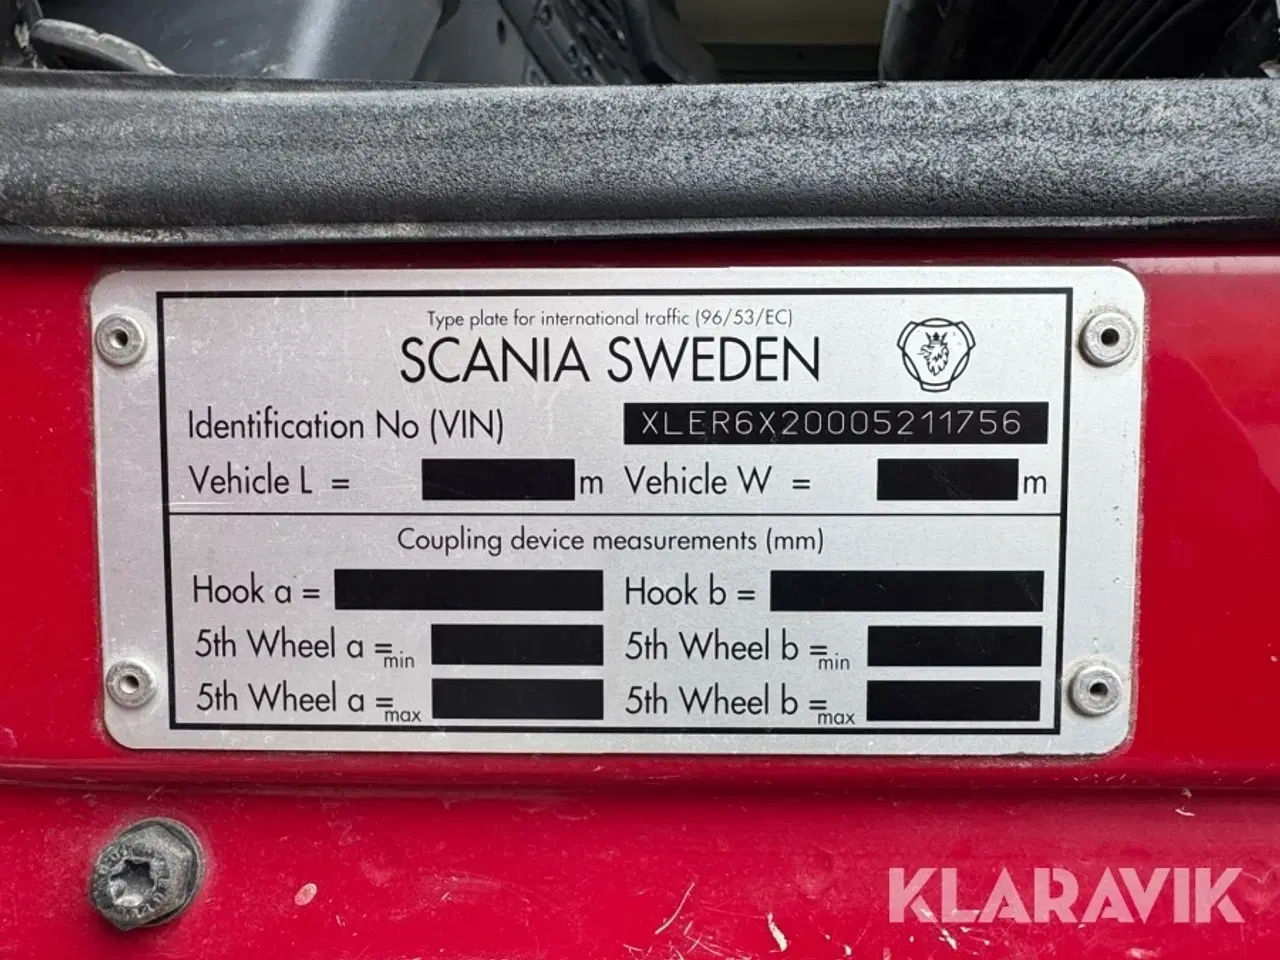 Type plate for international traffic (96/53/EC)
SCANIA SWEDEN
Identification No (VIN) XLER6X20005211756
Vehicle L = m Vehicle W = m
Coupling device measurements (mm)
Hook a = Hook b =
5th Wheel a =min 5th Wheel b =min
5th Wheel a =max 5th Wheel b =max
KLARAVIK